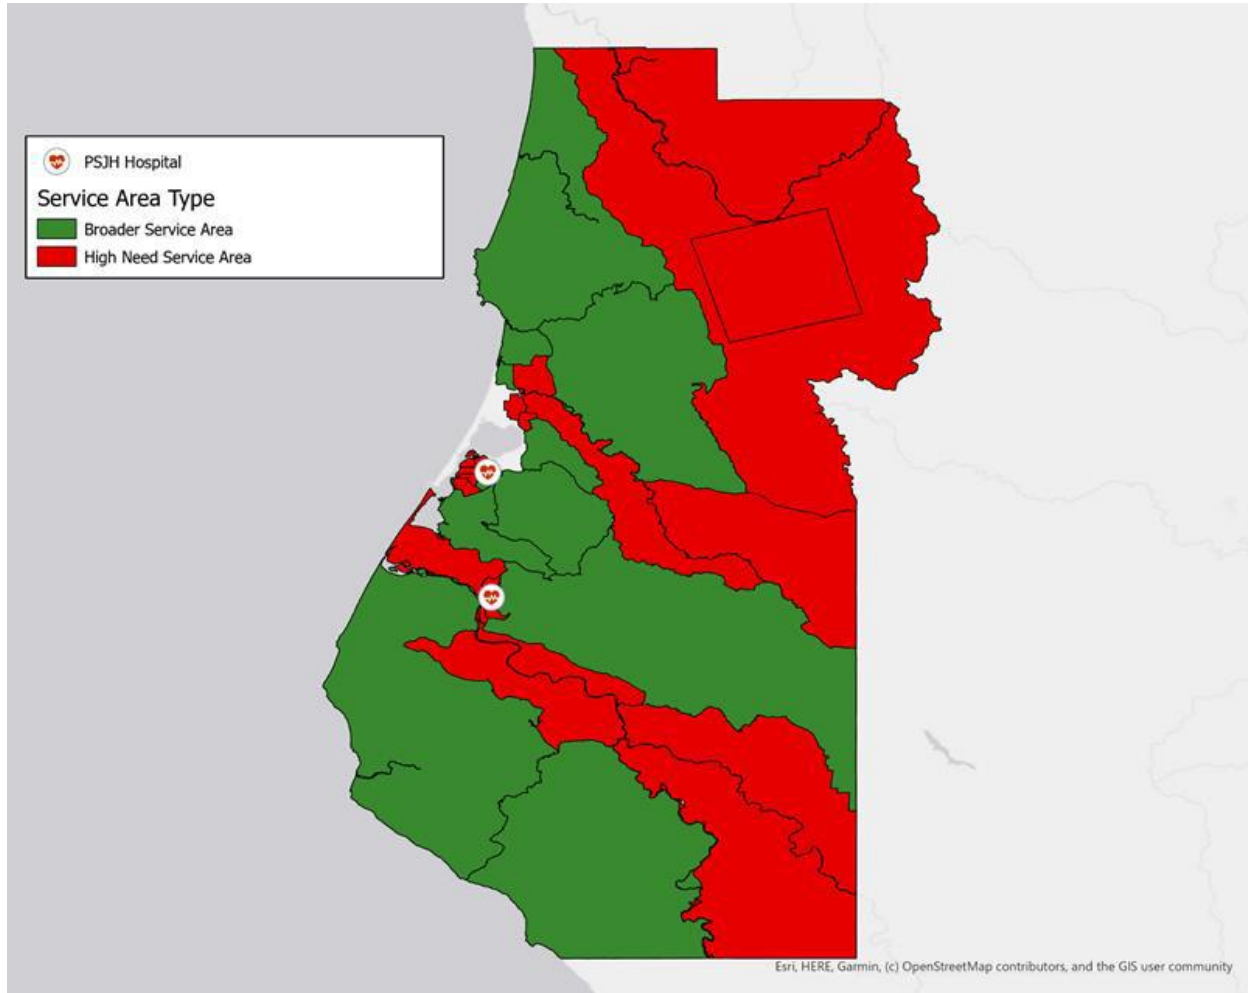 PSJH Hospital
Service Area Type
Broader Service Area
High Need Service Area
Esri, HERE, Garmin, (c) OpenStreetMap contributors, and the GIS user community